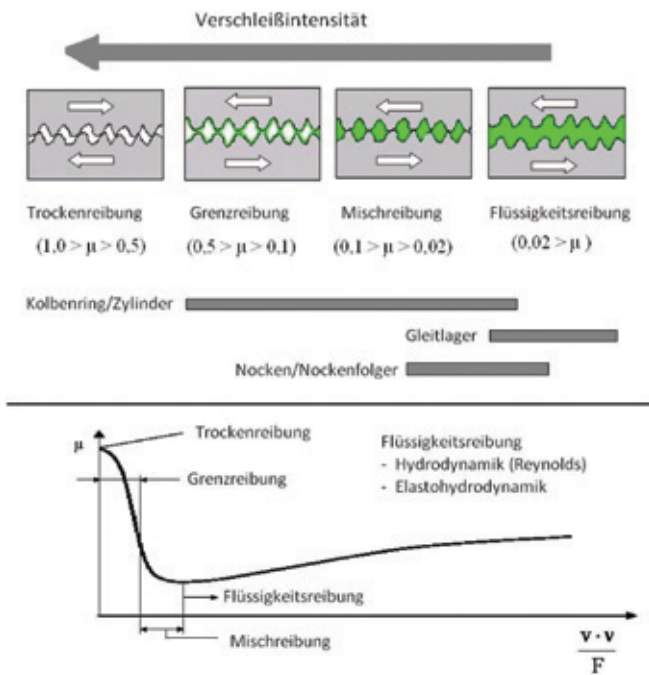 Verschleißintensität
Trockenreibung Grenzreibung Mischreibung Flüssigkeitsreibung
(1,0 > μ > 0,5) (0,5 > μ > 0,1) (0,1 > μ > 0,02) (0,02 > μ )
Kolbenring/Zylinder
Gleitlager
Nocken/Nockenfolger
μ
Trockenreibung
Grenzreibung
Flüssigkeitsreibung
- Hydrodynamik (Reynolds)
- Elastohydrodynamik
Flüssigkeitsreibung
Mischreibung
v · v
F